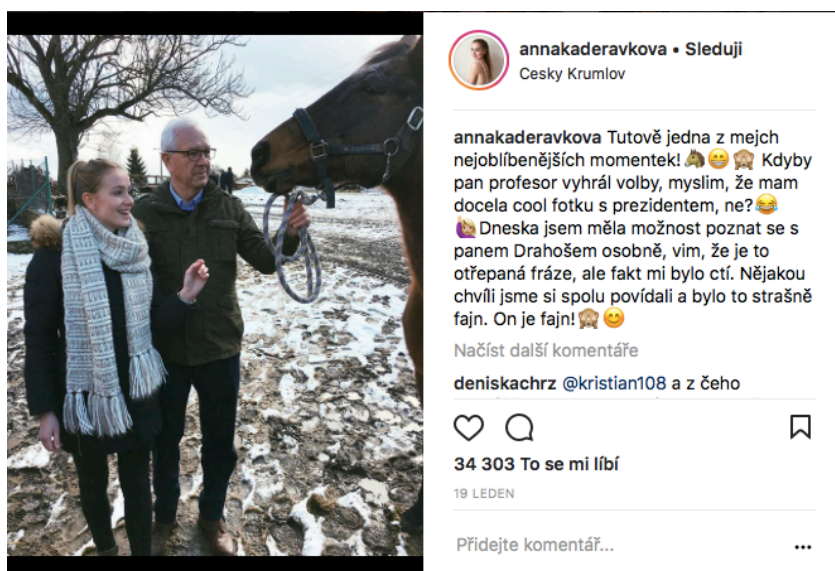 annakaderavkova • Sleduji
Cesky Krumlov
annakaderavkova Tutově jedna z mejch
nejoblíbenějších momentek!🐴😁🙈 Kdyby
pan profesor vyhrál volby, myslim, že mam
docela cool fotku s prezidentem, ne?😂
🙋🏼Dneska jsem měla možnost poznat se s
panem Drahošem osobně, vim, že je to
otřepaná fráze, ale fakt mi bylo ctí. Nějakou
chvíli jsme si spolu povídali a bylo to strašně
fajn. On je fajn!🙈😊
Načíst další komentáře
deniskachrz @kristian108 a z čeho
34 303 To se mi líbí
19 LEDEN
Přidejte komentář...